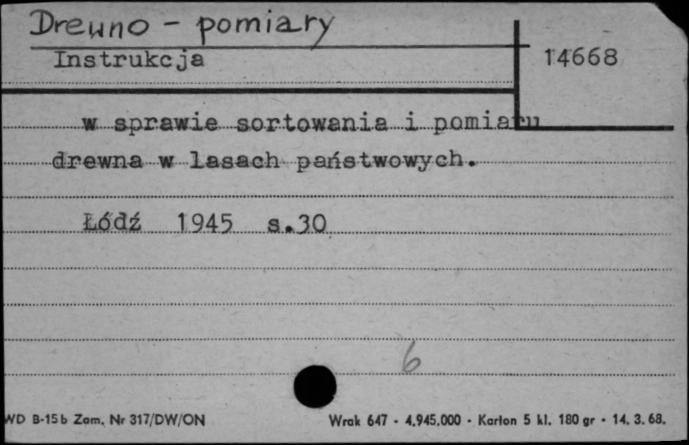 Drewno - pomiary
Instrukcja
14668
w sprawie sortowania i pomiaru
drewna w lasach państwowych.
Łódź 1945 s.30
6
WD B-15b Zam. Nr 317/DW/ON
Wrak 647 - 4.945.000 - Karton 5 kl. 180 gr - 14. 3. 68.